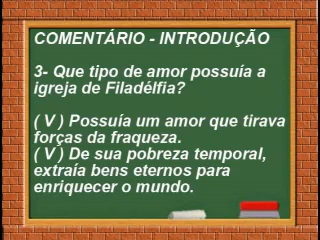 COMENTÁRIO - INTRODUÇÃO
3- Que tipo de amor possuía a
igreja de Filadélfia?
( V ) Possuía um amor que tirava
forças da fraqueza.
( V ) De sua pobreza temporal,
extraía bens eternos para
enriquecer o mundo.